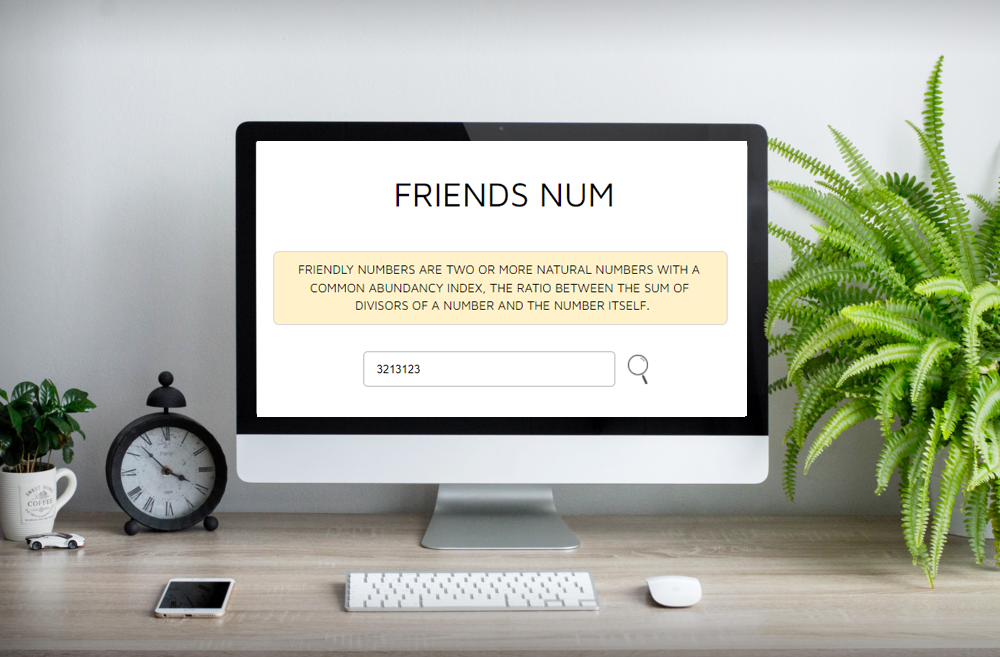 FRIENDS NUM
FRIENDLY NUMBERS ARE TWO OR MORE NATURAL NUMBERS WITH A
COMMON ABUNDANCY INDEX, THE RATIO BETWEEN THE SUM OF
DIVISORS OF A NUMBER AND THE NUMBER ITSELF.
3213123
COFFEE